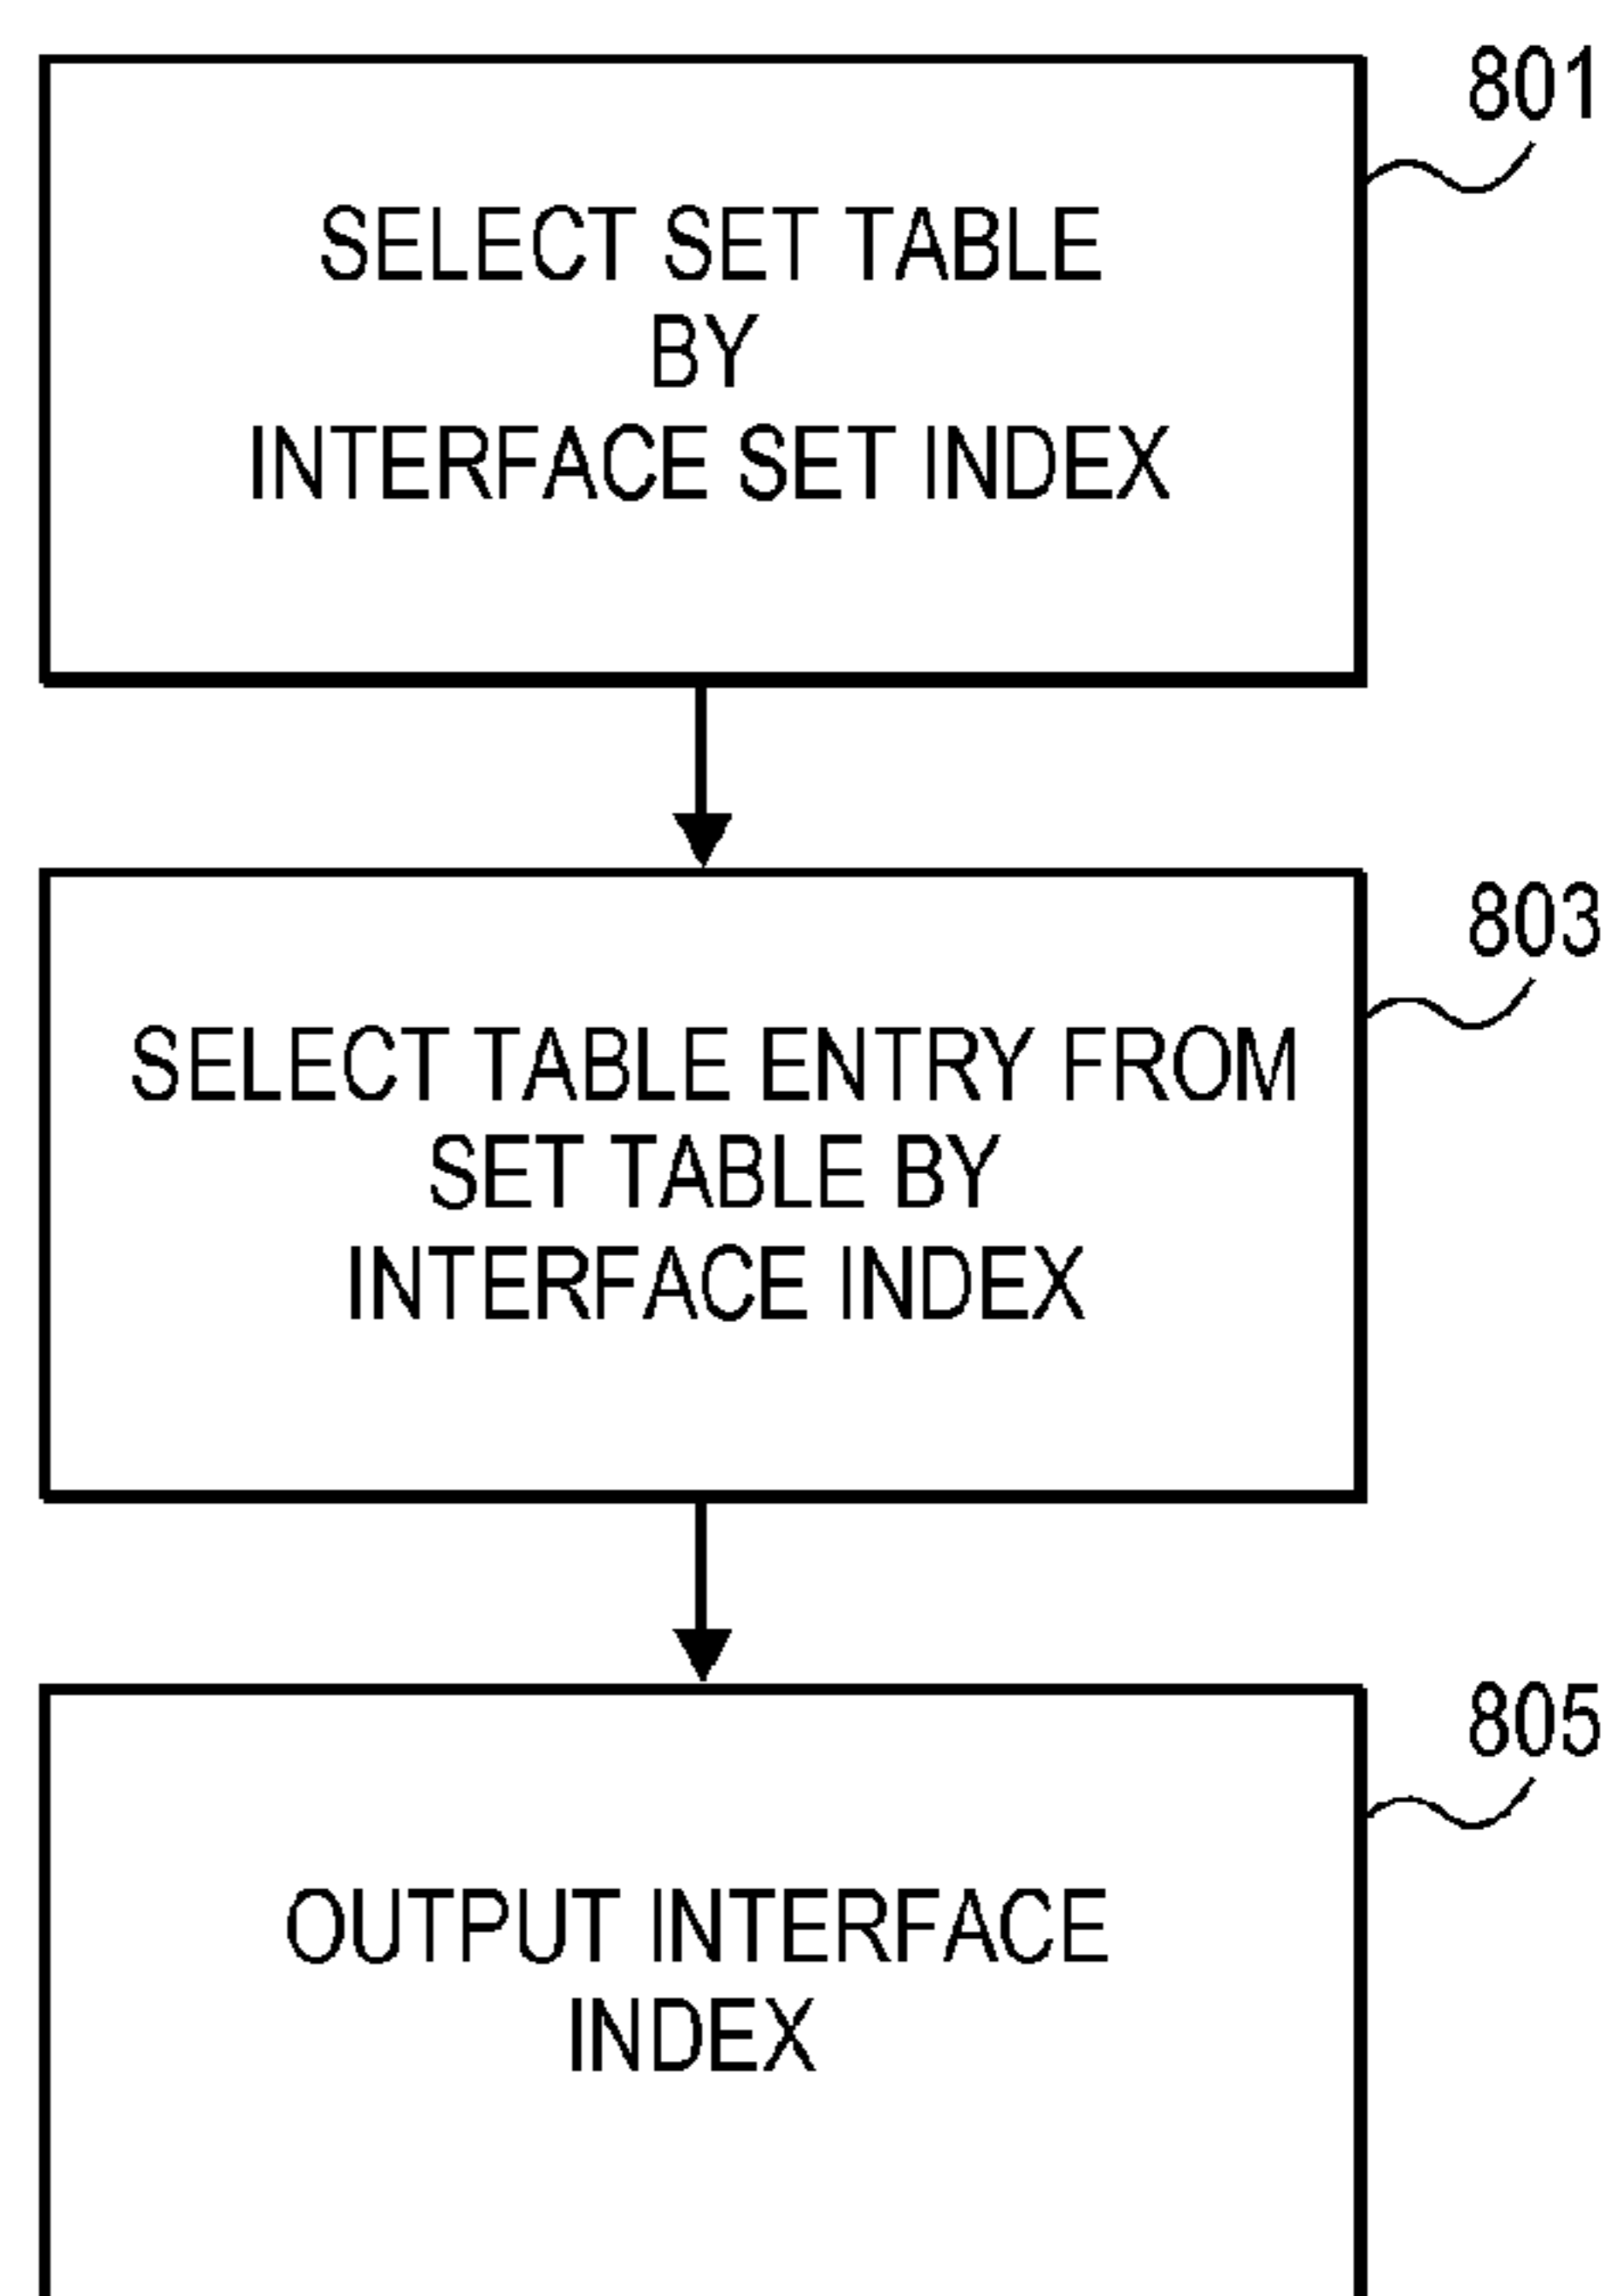 801
SELECT SET TABLE
BY
INTERFACE SET INDEX
803
SELECT TABLE ENTRY FROM
SET TABLE BY
INTERFACE INDEX
805
OUTPUT INTERFACE
INDEX